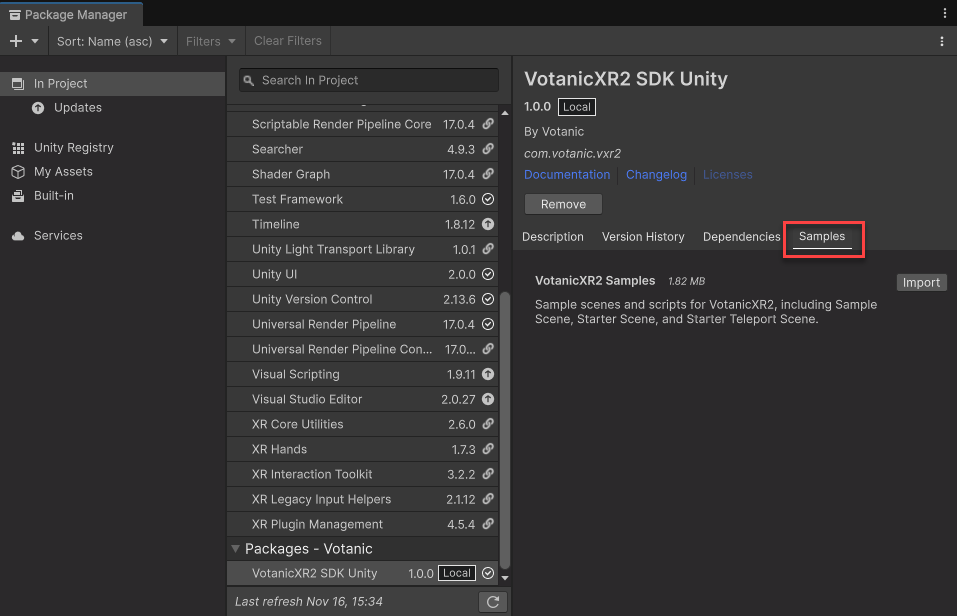 Package Manager
Sort: Name (asc)
Filters
Clear Filters
In Project
Updates
Unity Registry
My Assets
Built-in
Services
Search In Project
Scriptable Render Pipeline Core 17.0.4
Searcher 4.9.3
Shader Graph 17.0.4
Test Framework 1.6.0
Timeline 1.8.12
Unity Light Transport Library 1.0.1
Unity UI 2.0.0
Unity Version Control 2.13.6
Universal Render Pipeline 17.0.4
Universal Render Pipeline Con... 17.0...
Visual Scripting 1.9.11
Visual Studio Editor 2.0.27
XR Core Utilities 2.6.0
XR Hands 1.7.3
XR Interaction Toolkit 3.2.2
XR Legacy Input Helpers 2.1.12
XR Plugin Management 4.5.4
Packages - Votanic
VotanicXR2 SDK Unity 1.0.0 Local
Last refresh Nov 16, 15:34
VotanicXR2 SDK Unity
1.0.0 Local
By Votanic
com.votanic.vxr2
Documentation Changelog Licenses
Remove
Description Version History Dependencies Samples
VotanicXR2 Samples 1.82 MB Import
Sample scenes and scripts for VotanicXR2, including Sample
Scene, Starter Scene, and Starter Teleport Scene.